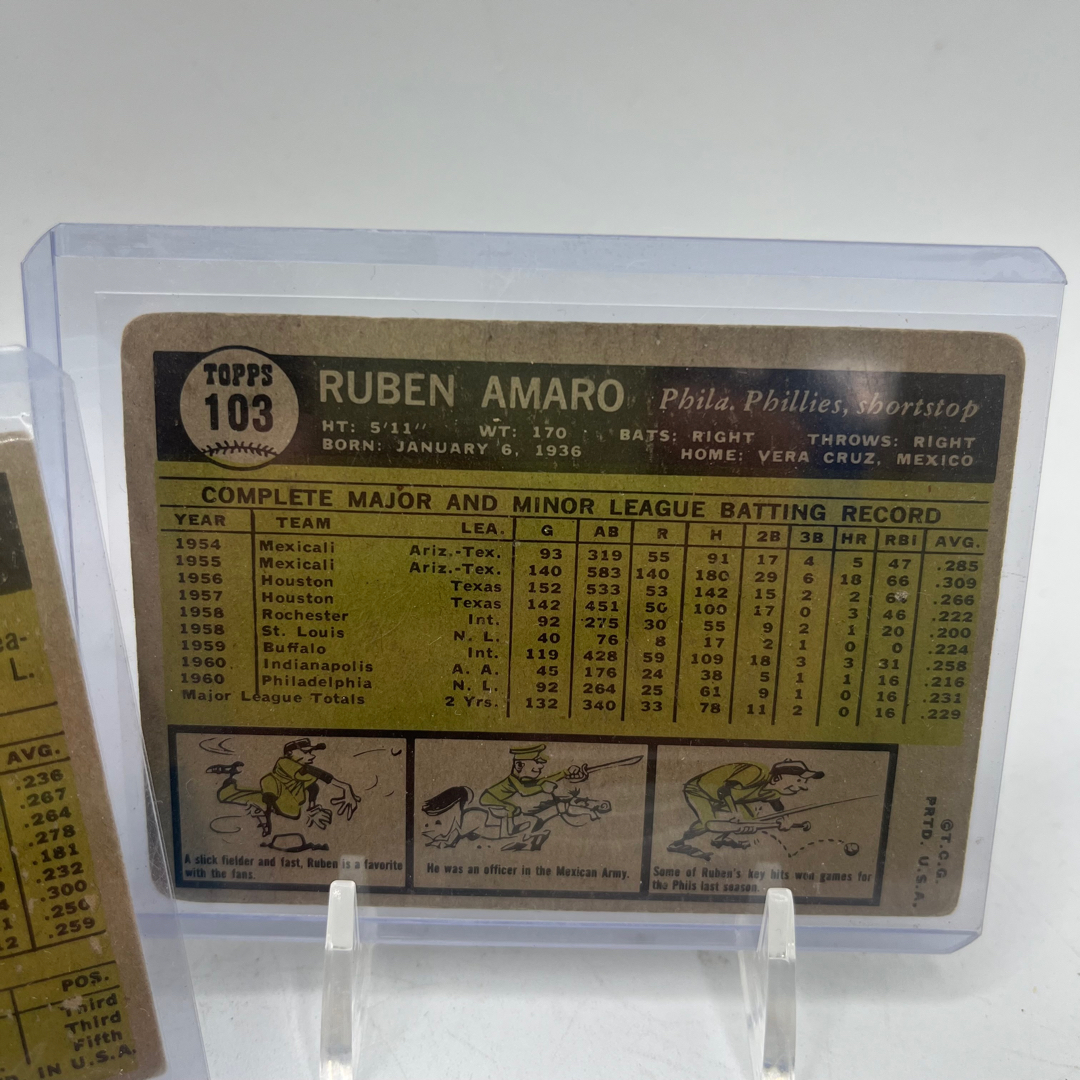 TOPPS
103
RUBEN AMARO Phila. Phillies, shortstop
HT: 5'11" WT: 170 BATS: RIGHT THROWS: RIGHT
BORN: JANUARY 6, 1936 HOME: VERA CRUZ, MEXICO
COMPLETE MAJOR AND MINOR LEAGUE BATTING RECORD
YEAR TEAM LEA. G AB R H 2B 3B HR RBI AVG.
1954 Mexicali Ariz.-Tex. 93 319 55 91 17 4 5 47 .285
1955 Mexicali Ariz.-Tex. 140 583 140 180 29 6 18 66 .309
1956 Houston Texas 152 533 53 142 15 2 2 .266
1957 Houston Texas 142 451 50 100 17 0 3 46 .222
1958 Rochester Int. 92 275 30 55 9 2 1 20 .200
1958 St. Louis N. L. 40 76 8 17 2 1 0 0 .224
1959 Buffalo Int. 119 428 59 109 18 3 3 31 .258
1960 Indianapolis A. A. 45 176 24 38 5 1 1 16 .216
1960 Philadelphia N. L. 92 264 25 61 9 1 0 16 .231
Major League Totals 2 Yrs. 132 340 33 78 11 2 0 16 .229
A slick fielder and fast, Ruben is a favorite
with the fans.
He was an officer in the Mexican Army.
Some of Ruben's key hits won games for
the Phils last season.
©T.C.G.
PRTD. U.S.A.
ea-
L.
AVG.
.236
.267
.264
.278
.181
.232
.300
4 .250
1 .259
12
POS.
Third
Third
Fifth
IN U.S.A.